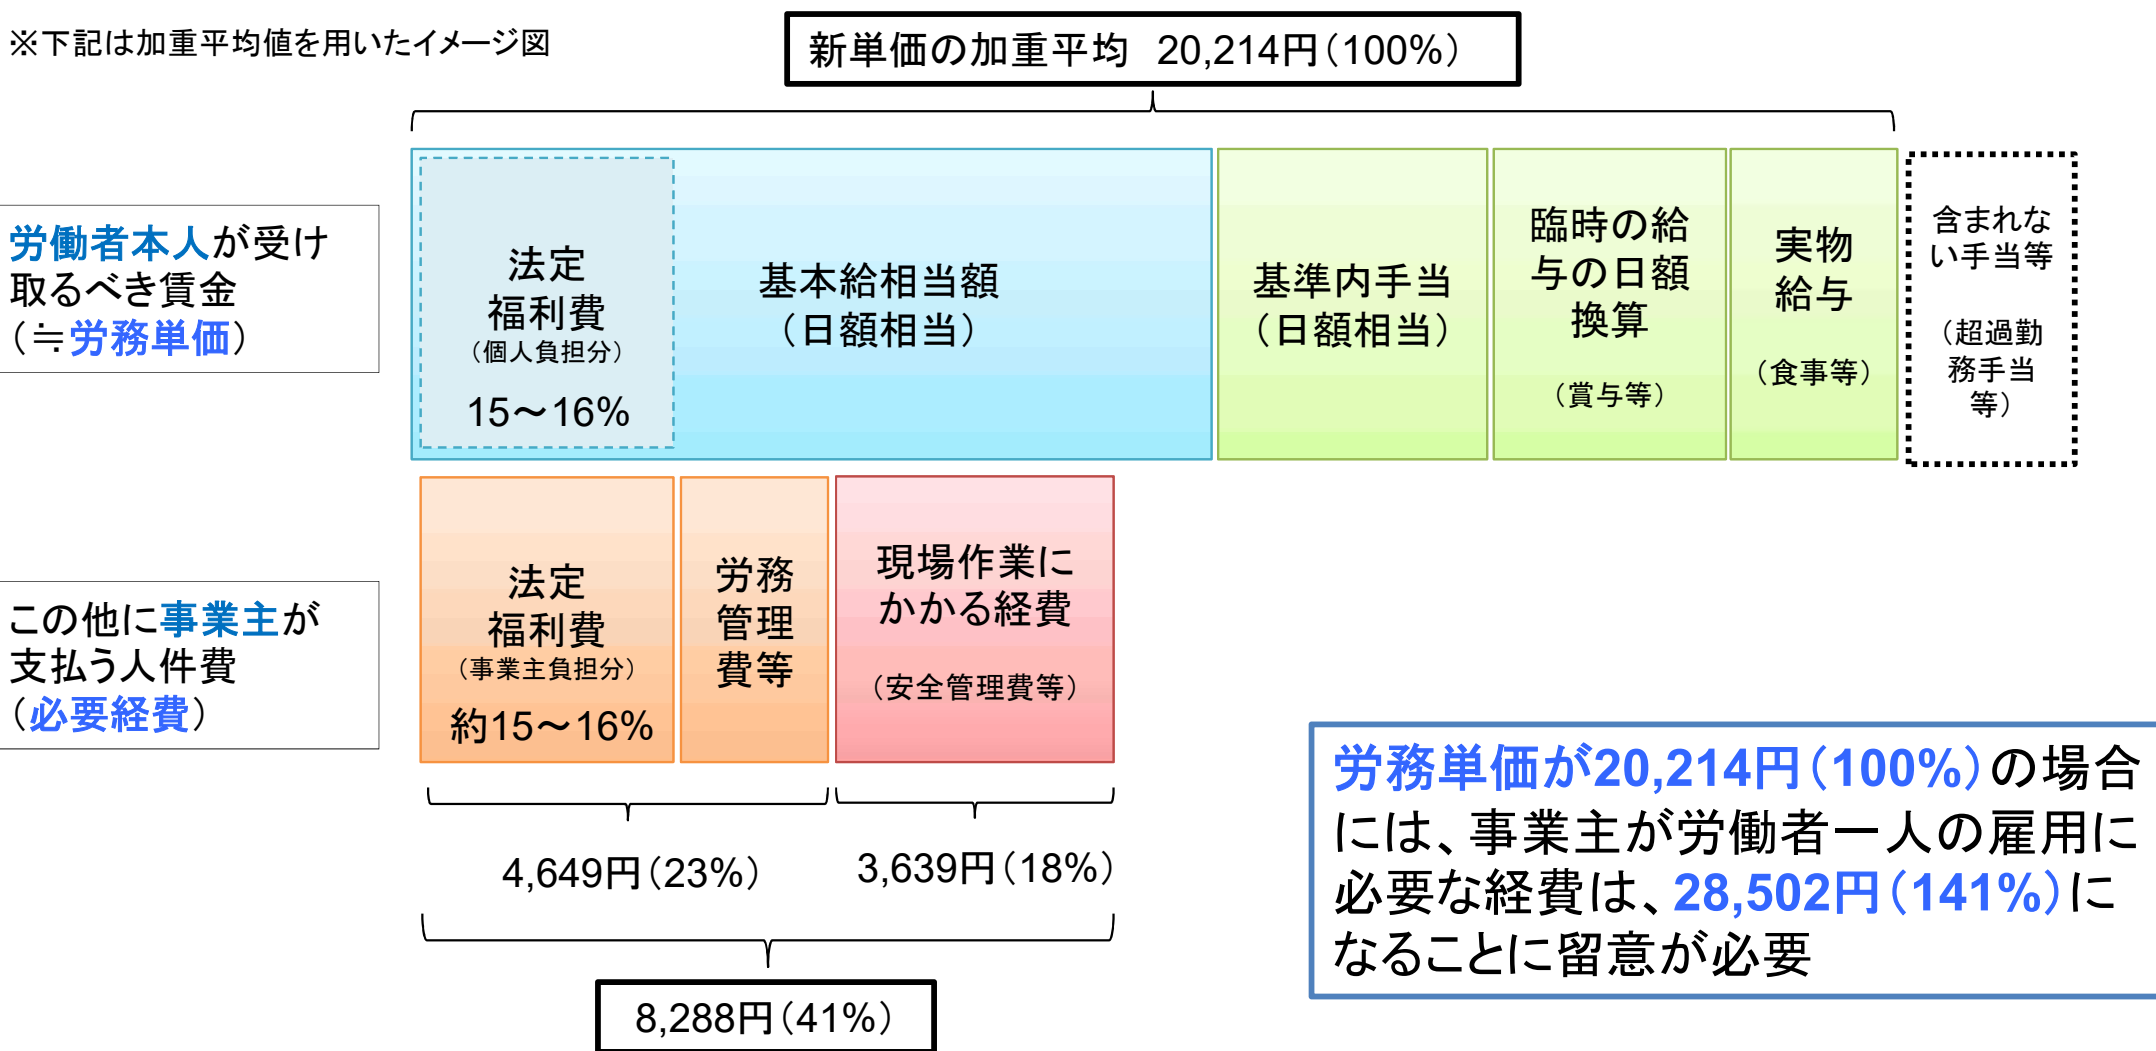 ※下記は加重平均値を用いたイメージ図
新単価の加重平均　20,214円（100%）
労働者本人が受け
取るべき賃金
（≒労務単価）
法定
福利費
（個人負担分）
15～16%
基本給相当額
（日額相当）
基準内手当
（日額相当）
臨時の給
与の日額
換算
（賞与等）
実物
給与
（食事等）
含まれな
い手当等
（超過勤
務手当
等）
この他に事業主が
支払う人件費
（必要経費）
法定
福利費
（事業主負担分）
約15～16%
労務
管理
費等
現場作業に
かかる経費
（安全管理費等）
4,649円（23%）
3,639円（18%）
8,288円（41%）
労務単価が20,214円（100%）の場合
には、事業主が労働者一人の雇用に
必要な経費は、28,502円（141%）に
なることに留意が必要